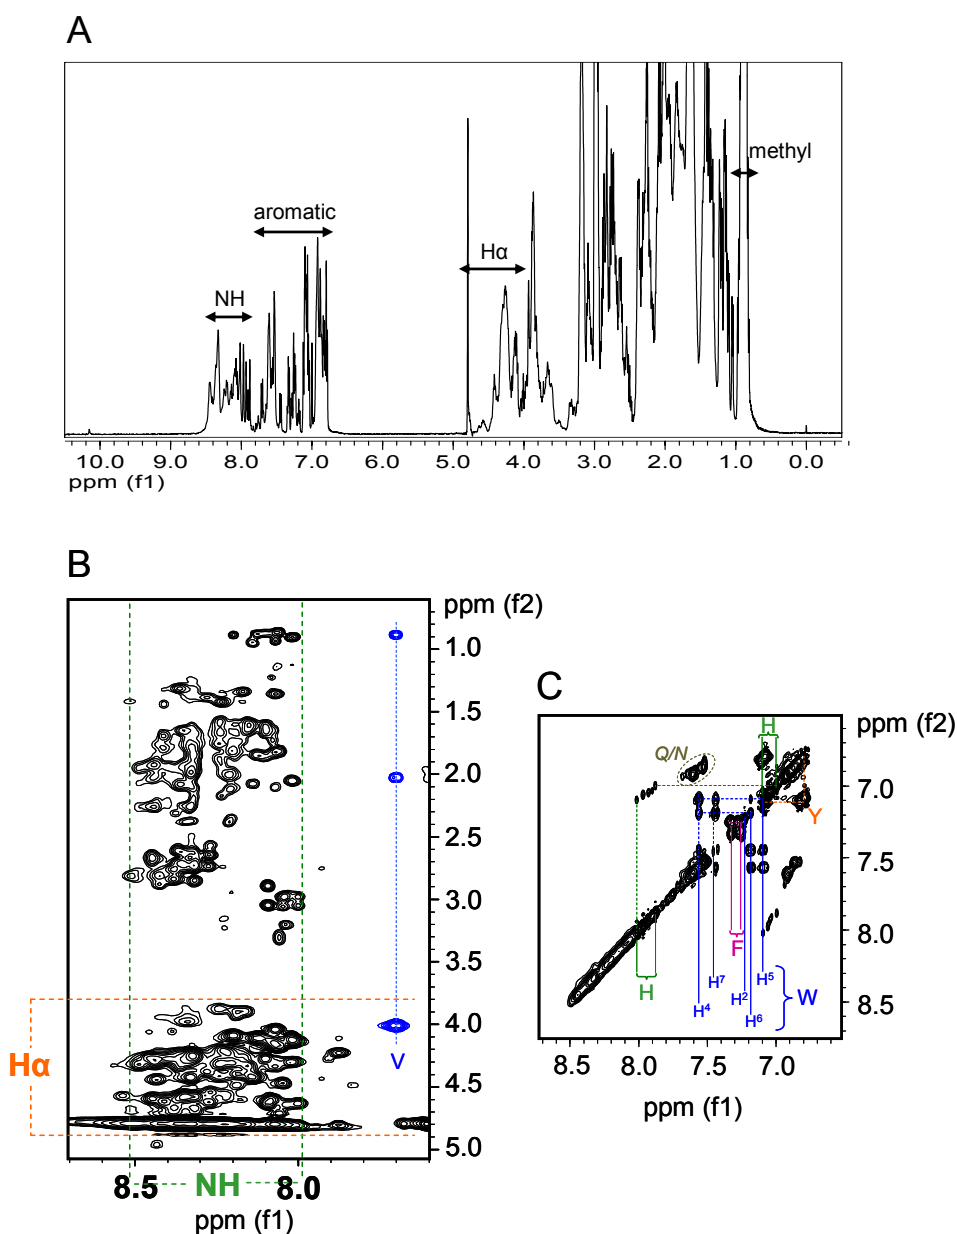 A
methyl
aromatic
Hα
NH
10.0 9.0 8.0 7.0 6.0 5.0 4.0 3.0 2.0 1.0 0.0
ppm (f1)
B
ppm (f2)
1.0
1.5
2.0
2.5
3.0
3.5
4.0
4.5
5.0
Hα
V
8.5 NH 8.0
ppm (f1)
C
ppm (f2)
H
Q/N
7.0
Y
7.5
8.0
F
H
H4 H7 H2 H6 H5 W
8.5
8.5 8.0 7.5 7.0
ppm (f1)